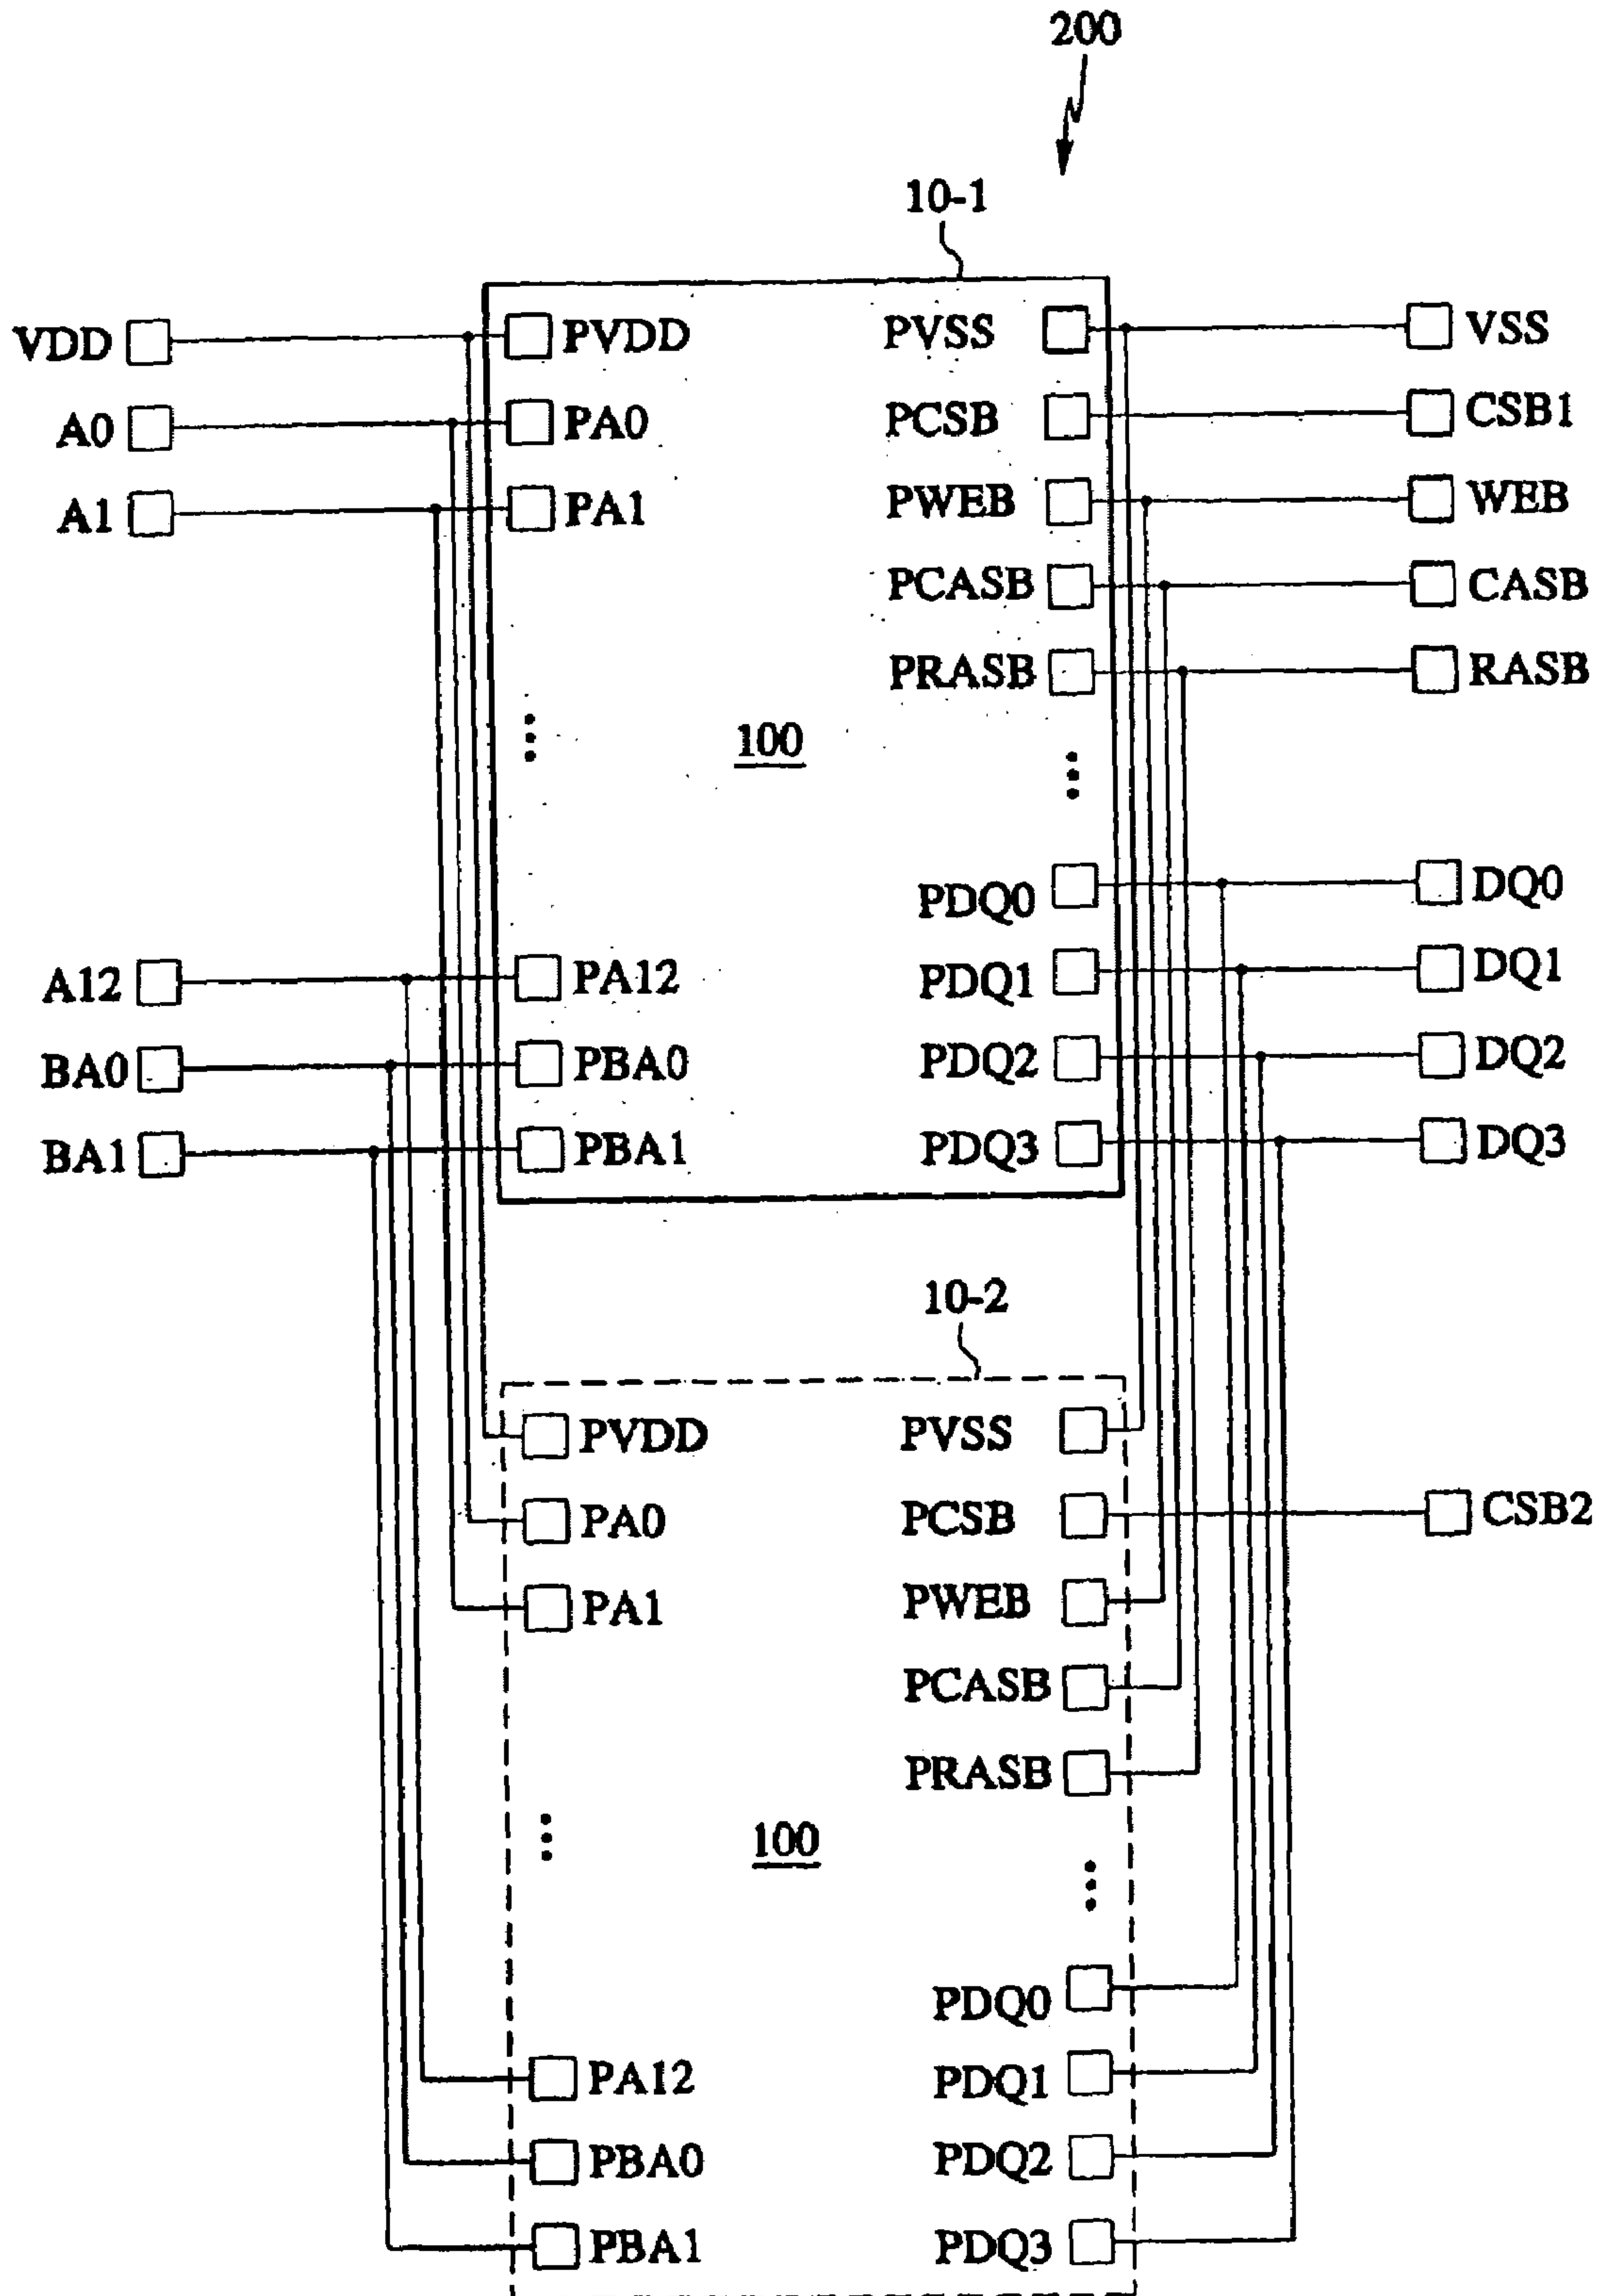 200
10-1
VDD PVDD PVSS VSS
A0 PA0 PCSB CSB1
A1 PA1 PWEB WEB
PCASB CASB
PRASB RASB
100
PDQ0 DQ0
A12 PA12 PDQ1 DQ1
BA0 PBA0 PDQ2 DQ2
BA1 PBA1 PDQ3 DQ3
10-2
PVDD PVSS
PA0 PCSB CSB2
PA1 PWEB
PCASB
PRASB
100
PDQ0
PA12 PDQ1
PBA0 PDQ2
PBA1 PDQ3